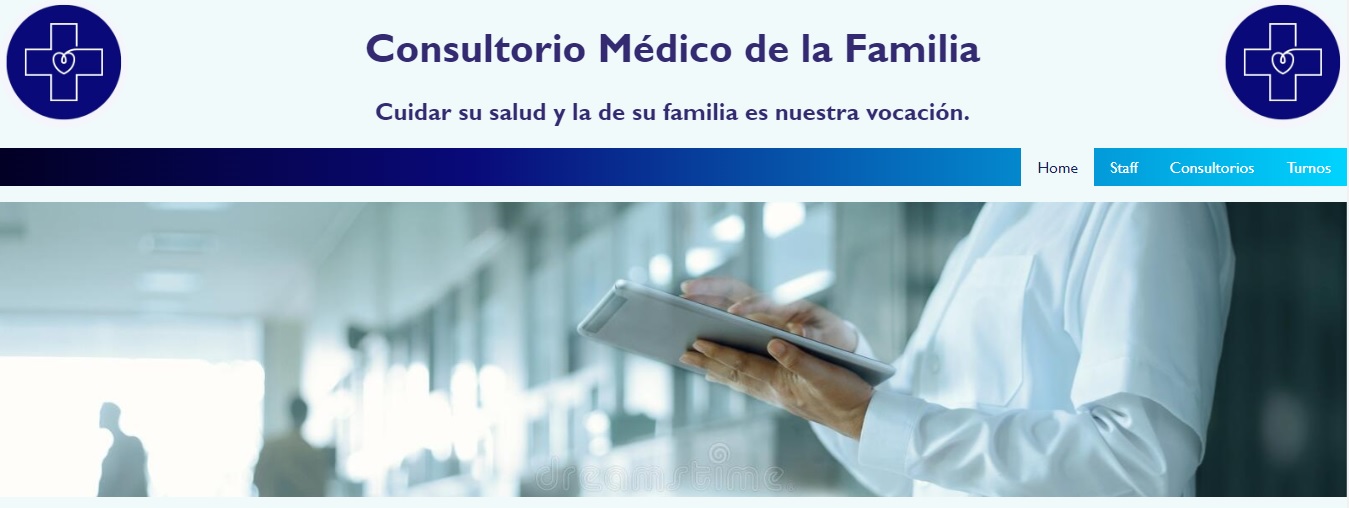 Consultorio Médico de la Familia
Cuidar su salud y la de su familia es nuestra vocación.
Home Staff Consultorios Turnos
dreamstime.